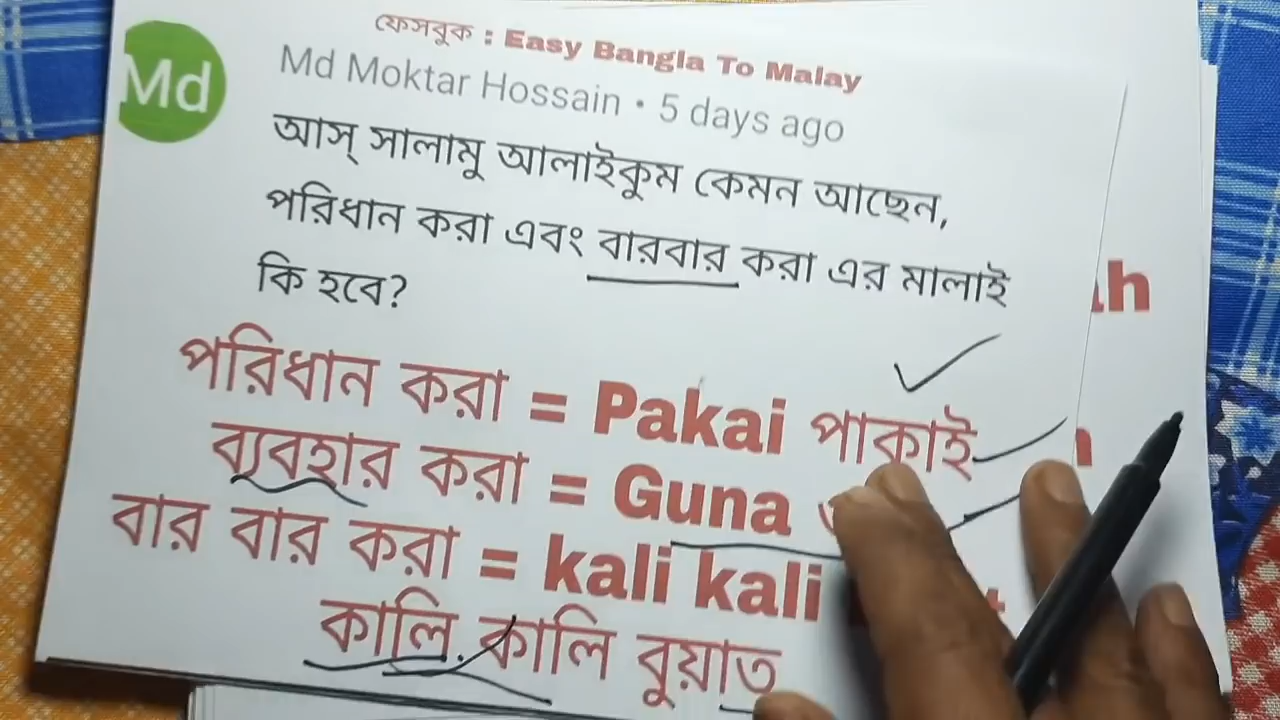 ফেসবুক : Easy Bangla To Malay
Md
Md Moktar Hossain • 5 days ago
আস্ সালামু আলাইকুম কেমন আছেন,
পরিধান করা এবং বারবার করা এর মালাই
কি হবে?
পরিধান করা = Pakai পাকাই
ব্যবহার করা = Guna
বার বার করা = kali kali
কালি কালি বুয়াত